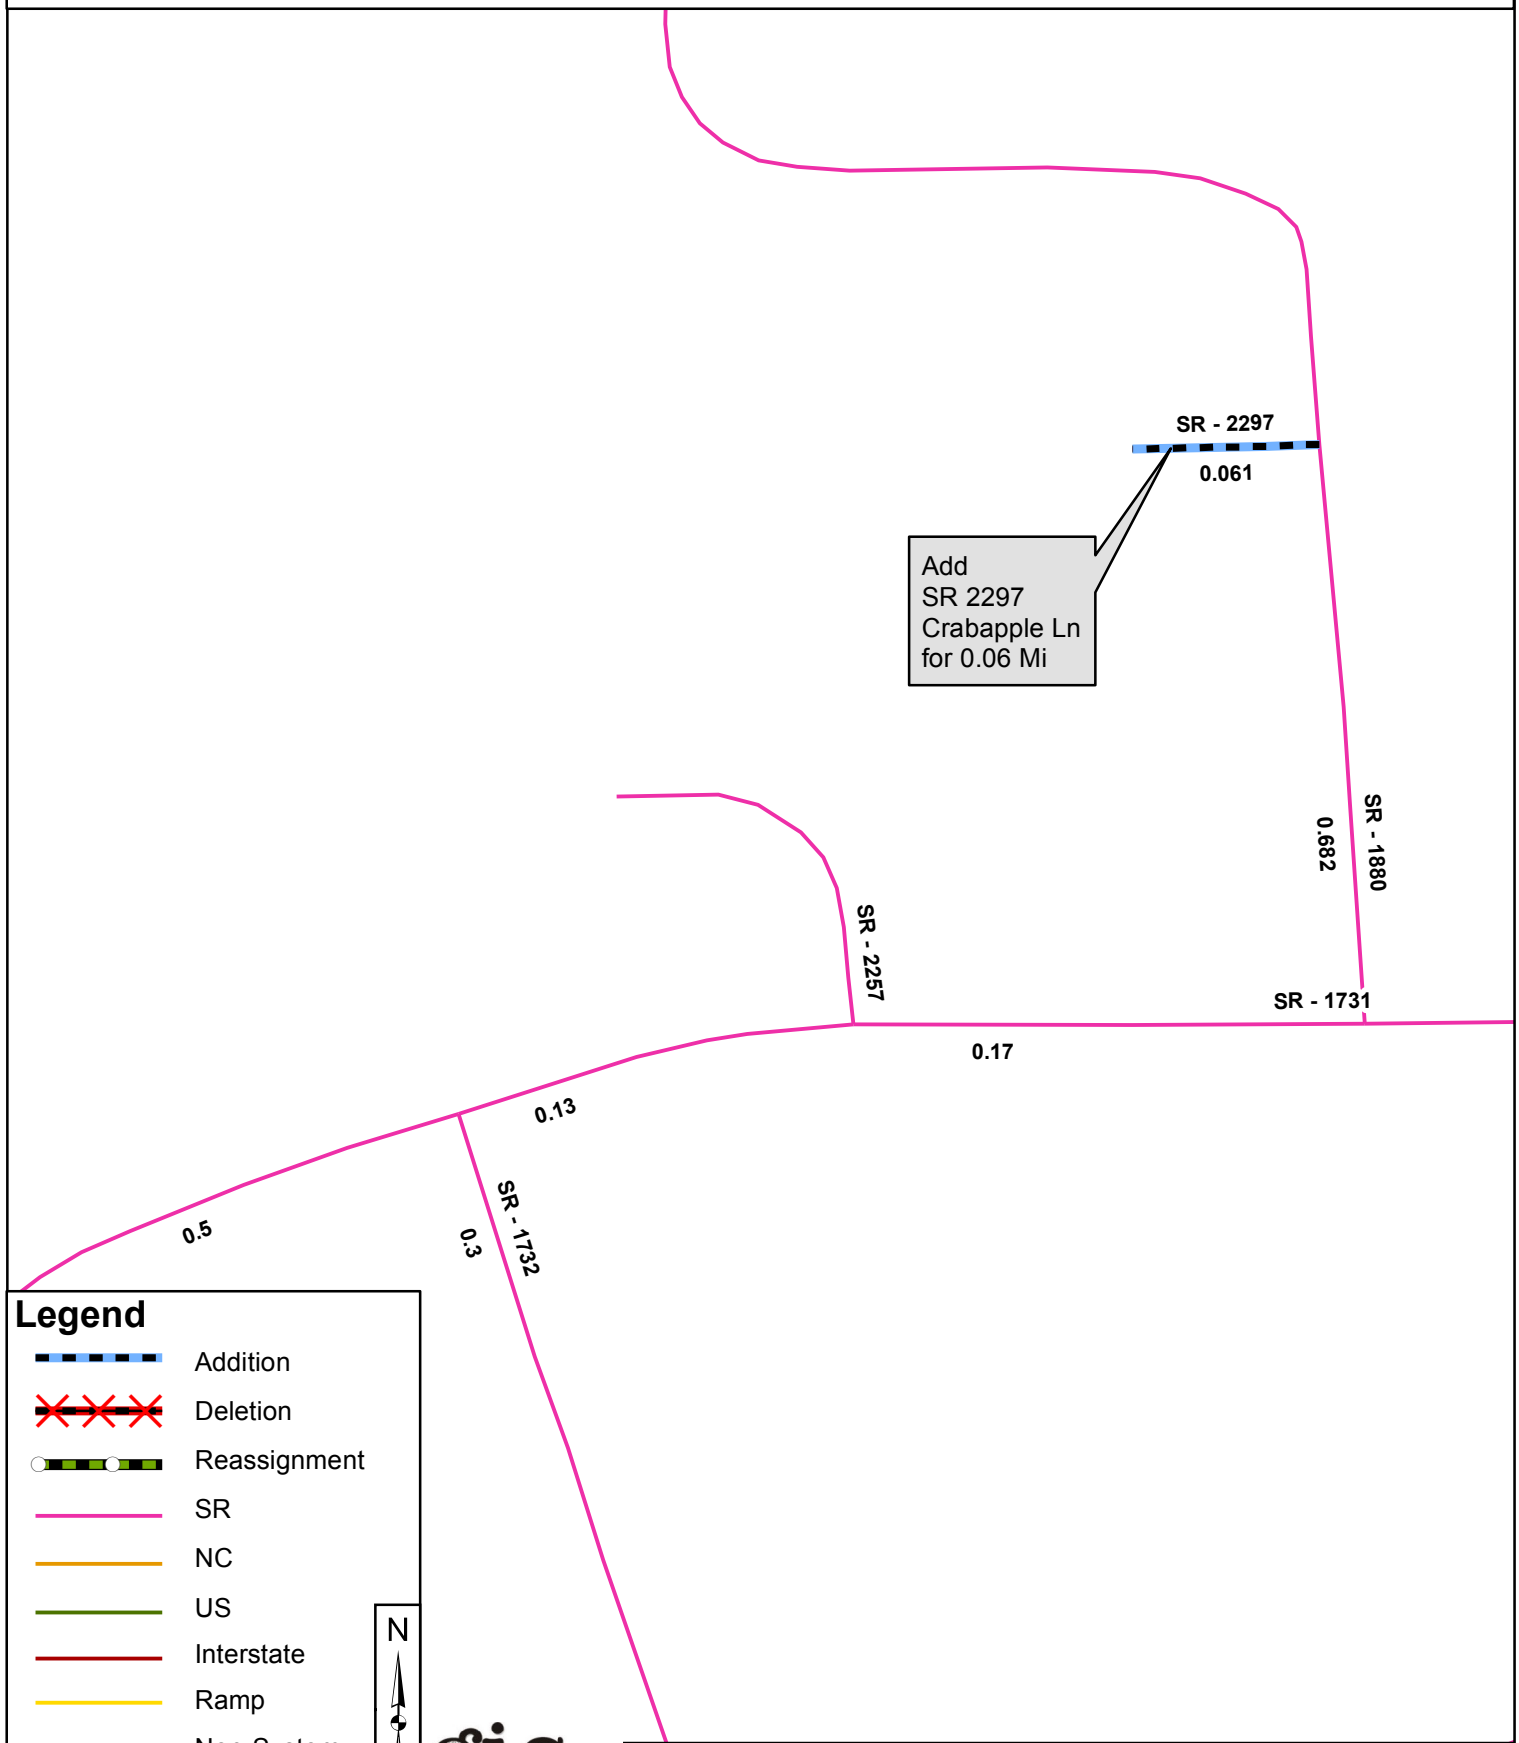 SR - 2297
0.061
Add
SR 2297
Crabapple Ln
for 0.06 Mi
SR - 1880
0.682
SR - 2257
SR - 1731
0.17
0.13
SR - 1732
0.3
0.5
Legend
Addition
Deletion
Reassignment
SR
NC
US
Interstate
Ramp
N